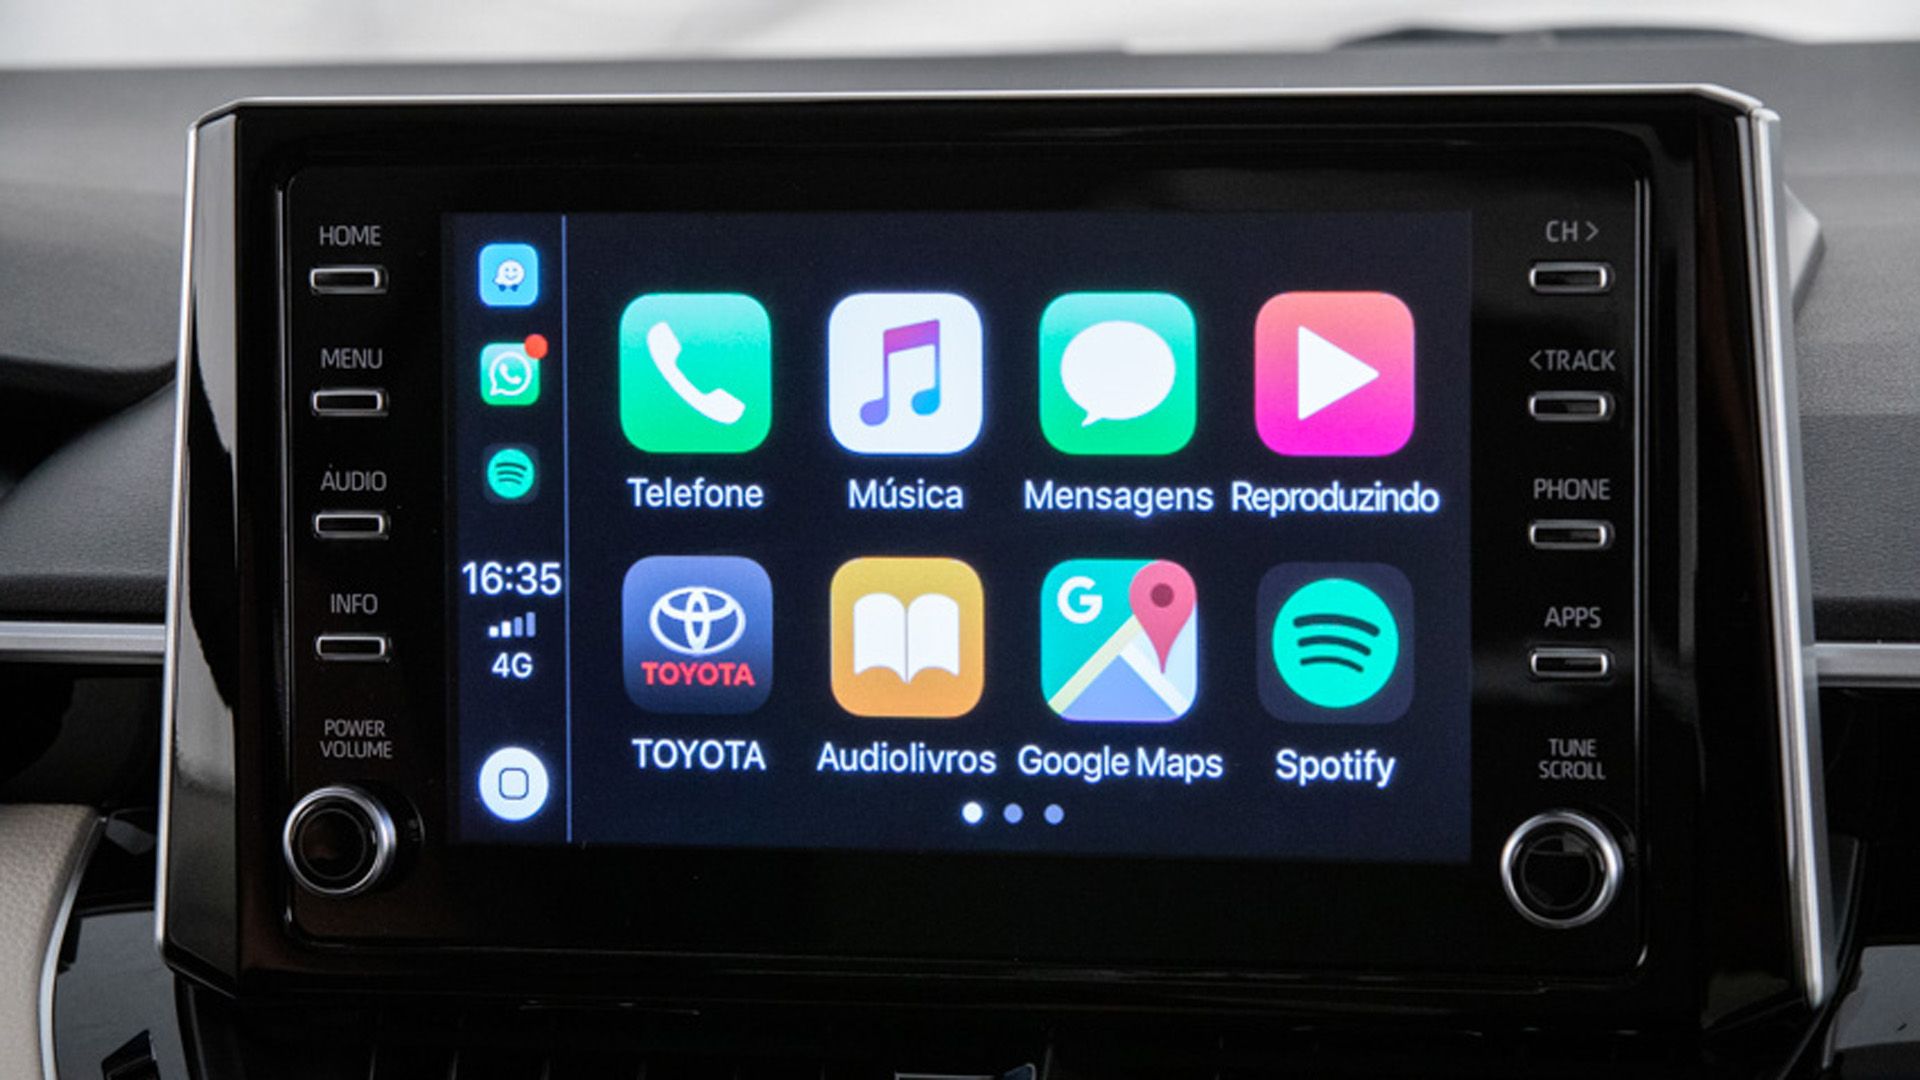 HOME
MENU
AUDIO
INFO
POWER
VOLUME
16:35
4G
Telefone
Música
Mensagens
Reproduzindo
TOYOTA
G
TOYOTA
Audiolivros
Google Maps
Spotify
CH >
<TRACK
PHONE
APPS
TUNE
SCROLL